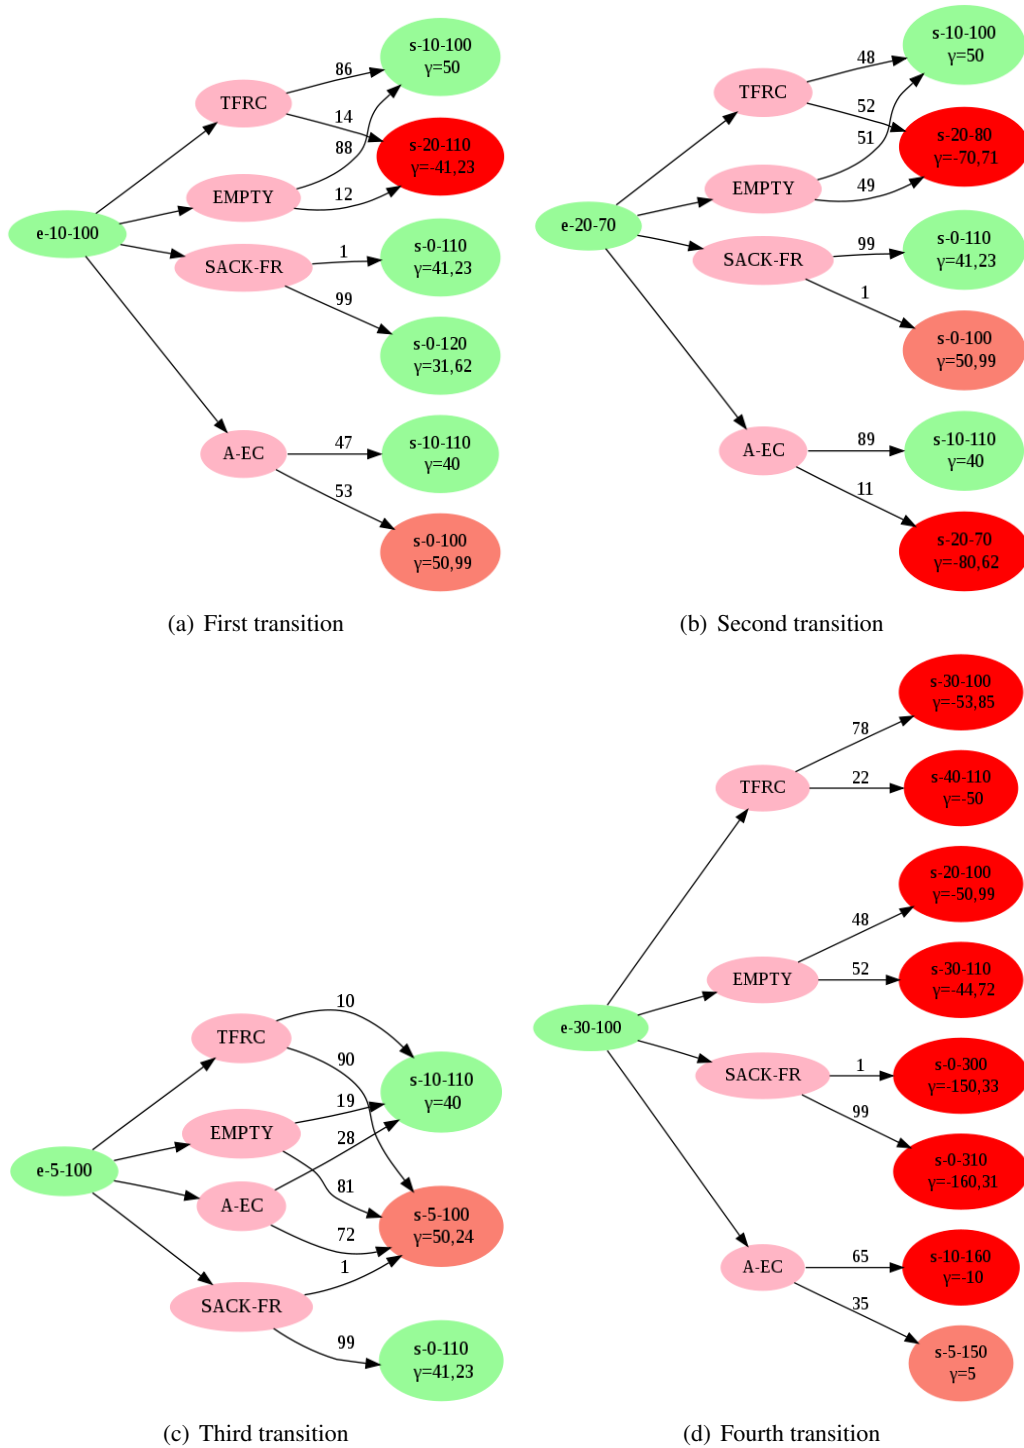 e-10-100
TFRC
EMPTY
SACK-FR
A-EC
86
14
88
12
1
99
47
53
s-10-100
γ=50
s-20-110
γ=-41,23
s-0-110
γ=41,23
s-0-120
γ=31,62
s-10-110
γ=40
s-0-100
γ=50,99
(a) First transition
e-20-70
TFRC
EMPTY
SACK-FR
A-EC
48
52
51
49
99
1
89
11
s-10-100
γ=50
s-20-80
γ=-70,71
s-0-110
γ=41,23
s-0-100
γ=50,99
s-10-110
γ=40
s-20-70
γ=-80,62
(b) Second transition
e-5-100
TFRC
EMPTY
A-EC
SACK-FR
10
90
19
28
81
72
1
99
s-10-110
γ=40
s-5-100
γ=50,24
s-0-110
γ=41,23
(c) Third transition
e-30-100
TFRC
EMPTY
SACK-FR
A-EC
78
22
48
52
1
99
65
35
s-30-100
γ=-53,85
s-40-110
γ=-50
s-20-100
γ=-50,99
s-30-110
γ=-44,72
s-0-300
γ=-150,33
s-0-310
γ=-160,31
s-10-160
γ=-10
s-5-150
γ=5
(d) Fourth transition